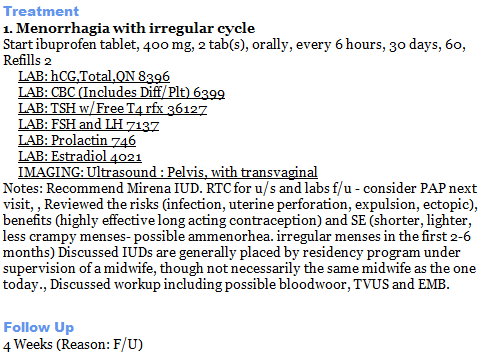 Treatment
1. Menorrhagia with irregular cycle
Start ibuprofen tablet, 400 mg, 2 tab(s), orally, every 6 hours, 30 days, 60,
Refills 2
LAB: hCG,Total,QN 8396
LAB: CBC (Includes Diff/Plt) 6399
LAB: TSH w/Free T4 rfx 36127
LAB: FSH and LH 7137
LAB: Prolactin 746
LAB: Estradiol 4021
IMAGING: Ultrasound : Pelvis, with transvaginal
Notes: Recommend Mirena IUD. RTC for u/s and labs f/u - consider PAP next
visit, , Reviewed the risks (infection, uterine perforation, expulsion, ectopic),
benefits (highly effective long acting contraception) and SE (shorter, lighter,
less crampy menses- possible ammenorhea. irregular menses in the first 2-6
months) Discussed IUDs are generally placed by residency program under
supervision of a midwife, though not necessarily the same midwife as the one
today., Discussed workup including possible bloodwoor, TVUS and EMB.
Follow Up
4 Weeks (Reason: F/U)